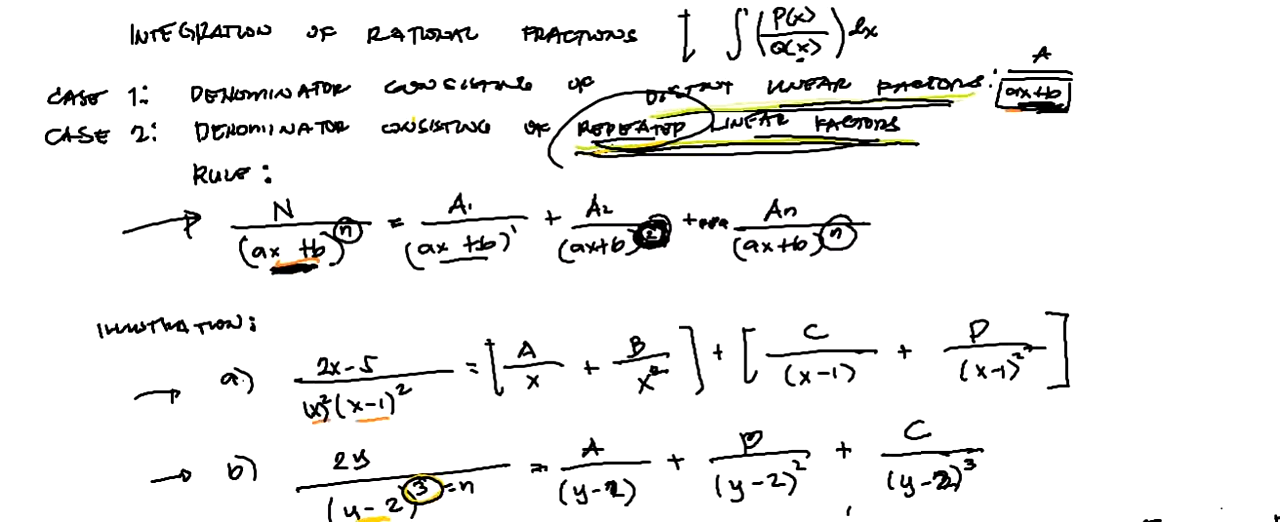 INTEGRATION OF RATIONAL FRACTIONS ∫(P(x)/Q(x))dx
CASE 1: DENOMINATOR CONSISTING OF DISTINT LINEAR FACTORS: A/(ax+b)
CASE 2: DENOMINATOR CONSISTING OF REPEATED LINEAR FACTORS
RULE:
N/(ax+b)^n = A₁/(ax+b)^1 + A₂/(ax+b)^2 + ... An/(ax+b)^n
ILLUSTRATION:
a) (2x-5)/(x)^2(x-1)^2 = [A/x + B/x^2] + [C/(x-1) + D/(x-1)^2]
b) 2y/(y-2)^3=n = A/(y-2) + B/(y-2)^2 + C/(y-2)^3